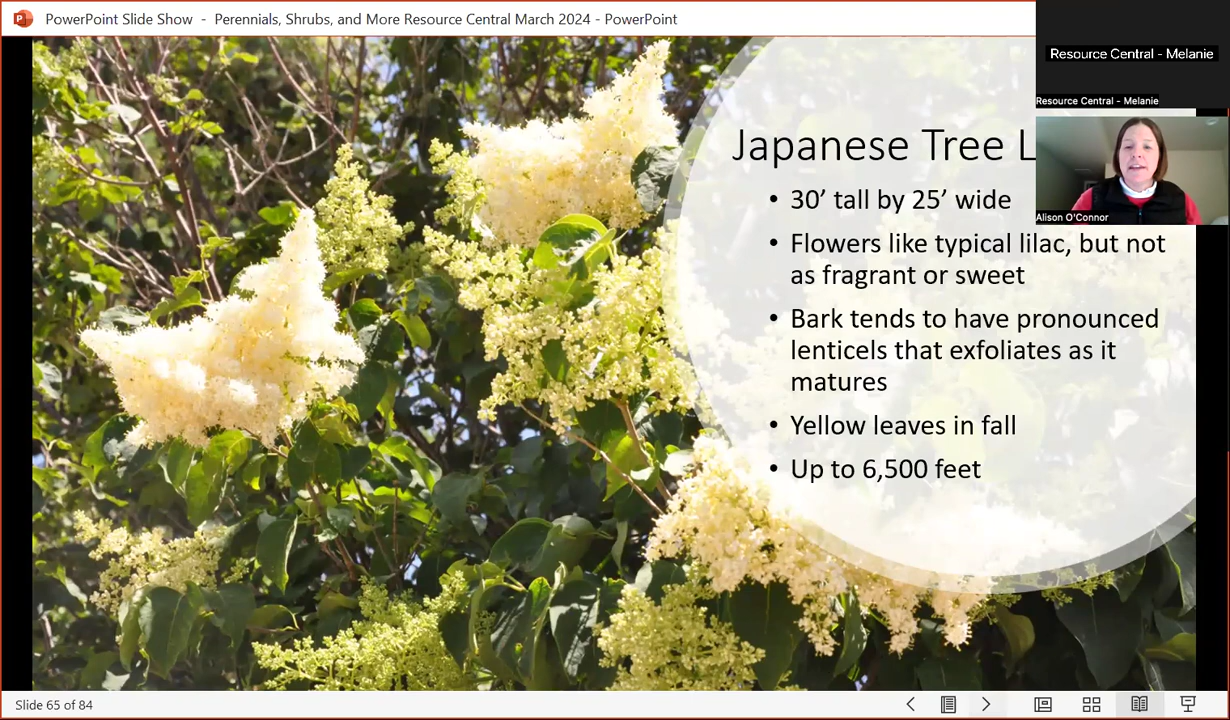 PowerPoint Slide Show - Perennials, Shrubs, and More Resource Central March 2024 - PowerPoint
Resource Central - Melanie
Resource Central - Melanie
Alison O'Connor
Japanese Tree L
• 30’ tall by 25’ wide
• Flowers like typical lilac, but not
as fragrant or sweet
• Bark tends to have pronounced
lenticels that exfoliates as it
matures
• Yellow leaves in fall
• Up to 6,500 feet
Slide 65 of 84